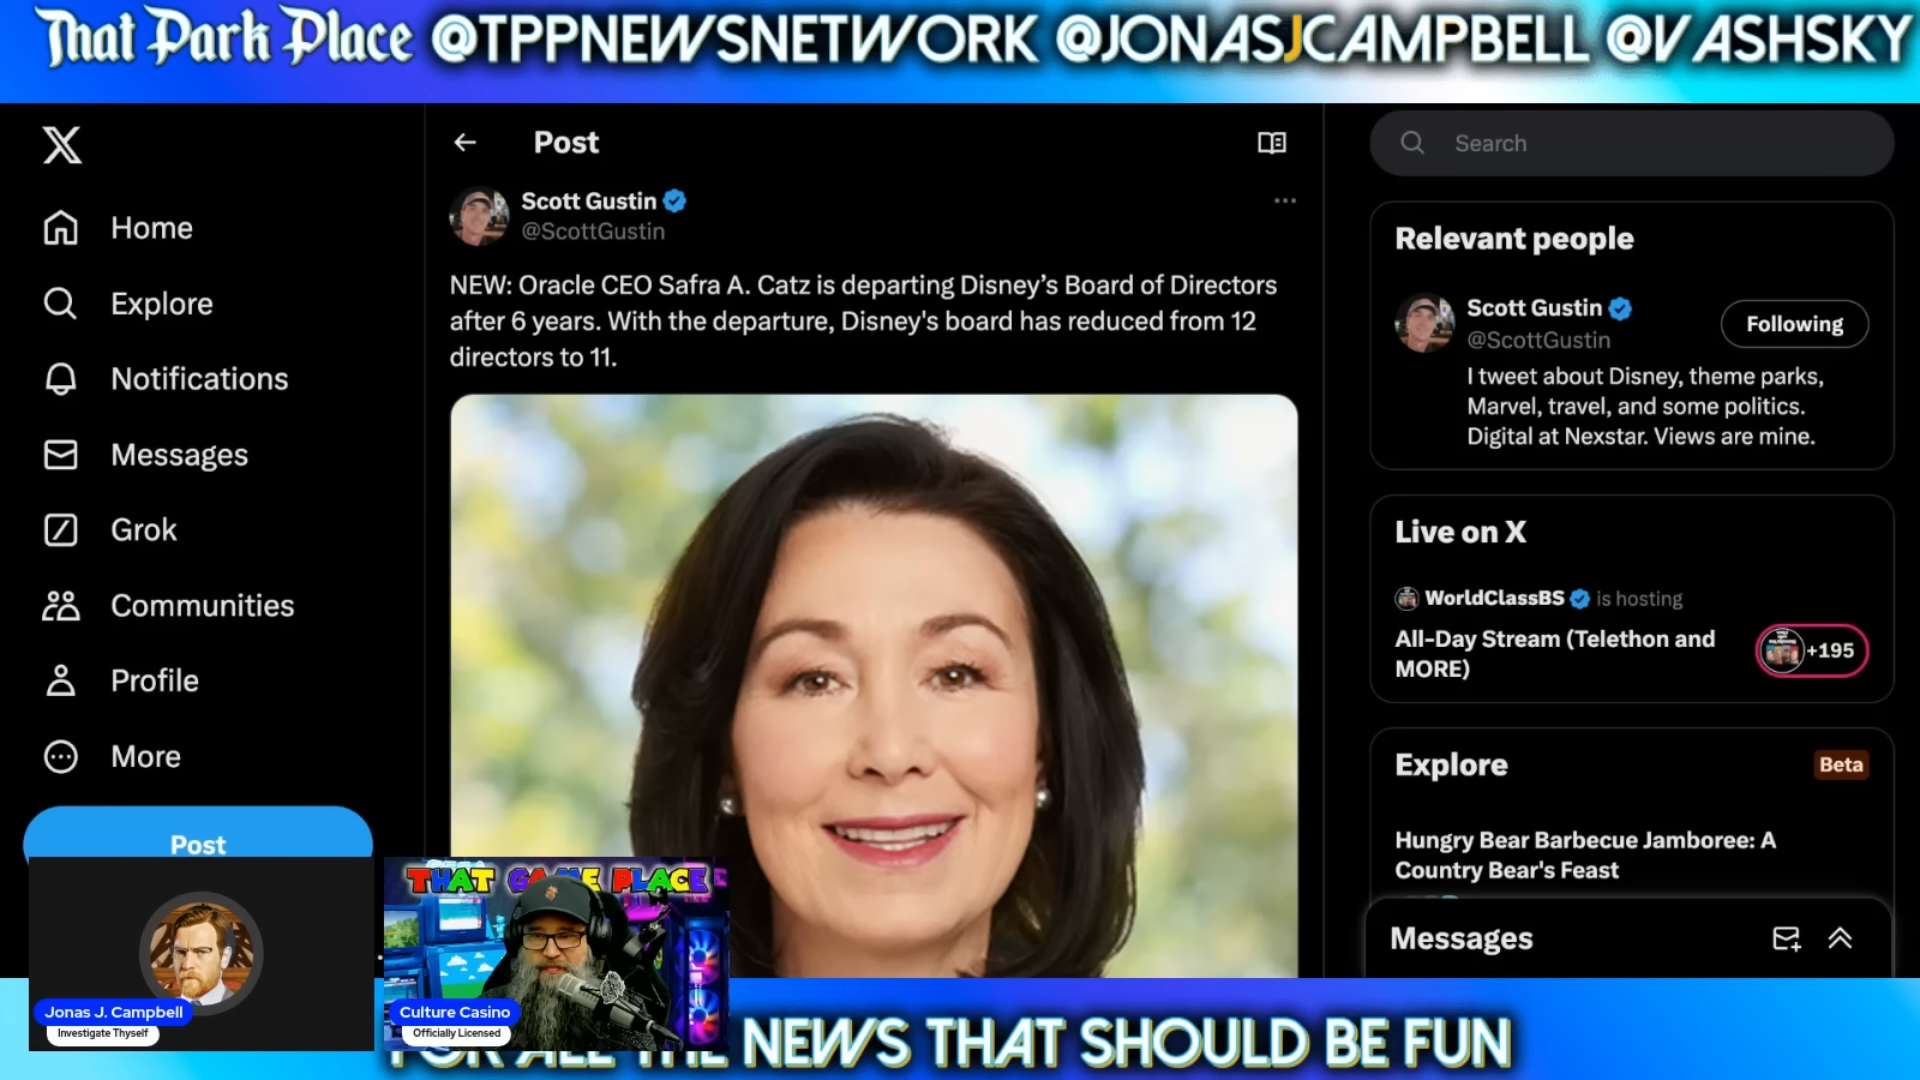 That Park Place @TPPNEWSNETWORK @JONASJCAMPBELL @VASHSKY
Home
Explore
Notifications
Messages
Grok
Communities
Profile
More
Post
Post
Scott Gustin
@ScottGustin
NEW: Oracle CEO Safra A. Catz is departing Disney’s Board of Directors
after 6 years. With the departure, Disney's board has reduced from 12
directors to 11.
Search
Relevant people
Scott Gustin
@ScottGustin
Following
I tweet about Disney, theme parks,
Marvel, travel, and some politics.
Digital at Nexstar. Views are mine.
Live on X
WorldClassBS is hosting
All-Day Stream (Telethon and
MORE)
+195
Explore
Beta
Hungry Bear Barbecue Jamboree: A
Country Bear's Feast
Messages
Jonas J. Campbell
Investigate Thyself
THAT GAME PLACE
Culture Casino
Officially Licensed
FOR ALL THE NEWS THAT SHOULD BE FUN